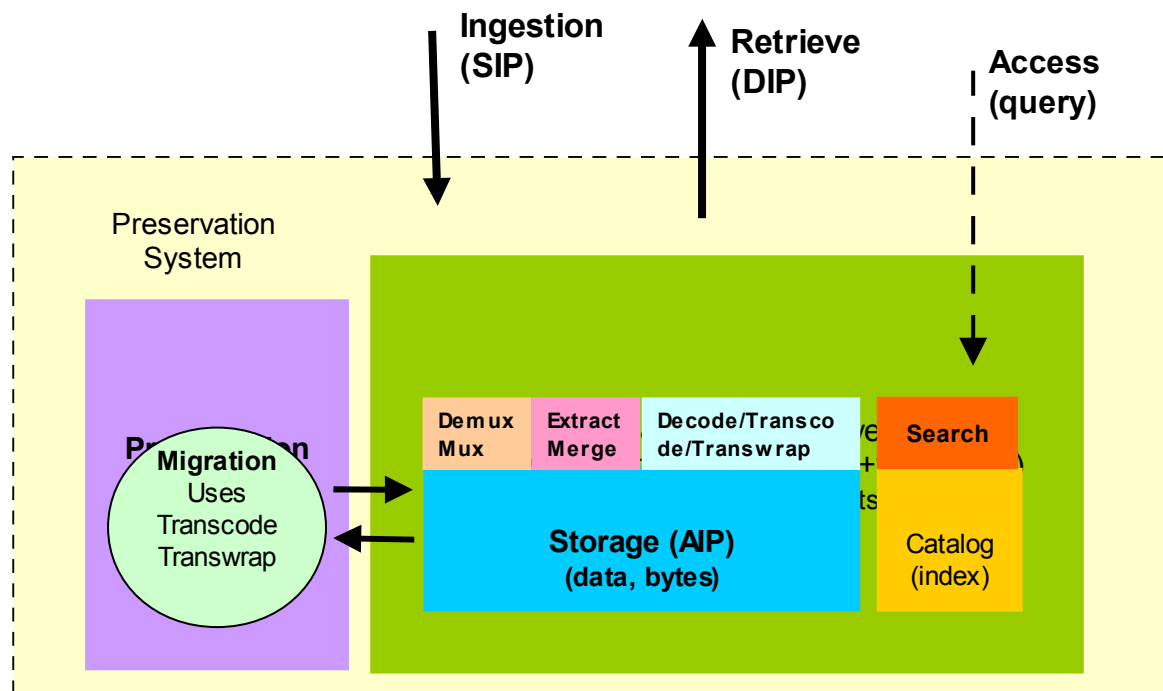 Ingestion
(SIP)
Retrieve
(DIP)
Access
(query)
Preservation
System
Demux
Mux
Extract
Merge
Decode/Transco
de/Transwrap
Search
Migration
Uses
Transcode
Transwrap
Storage (AIP)
(data, bytes)
Catalog
(index)